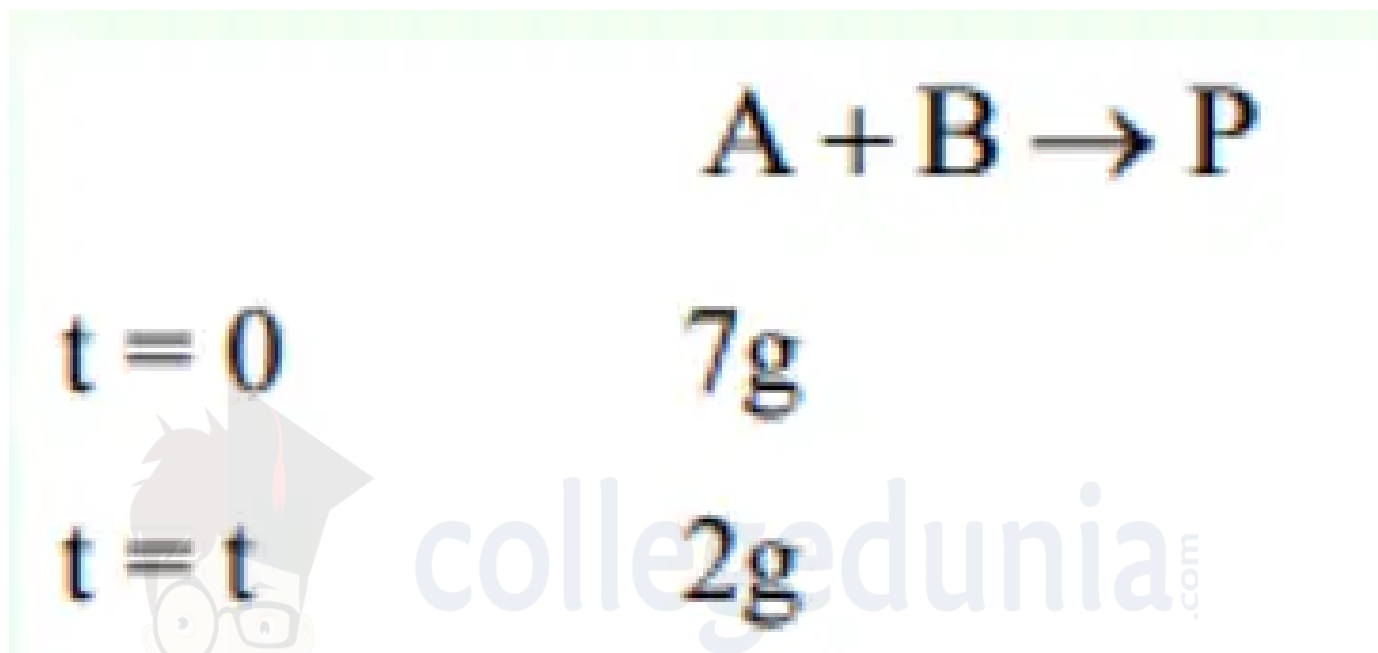 A + B → P
t = 0 7g
t = t 2g
collegedunia.com